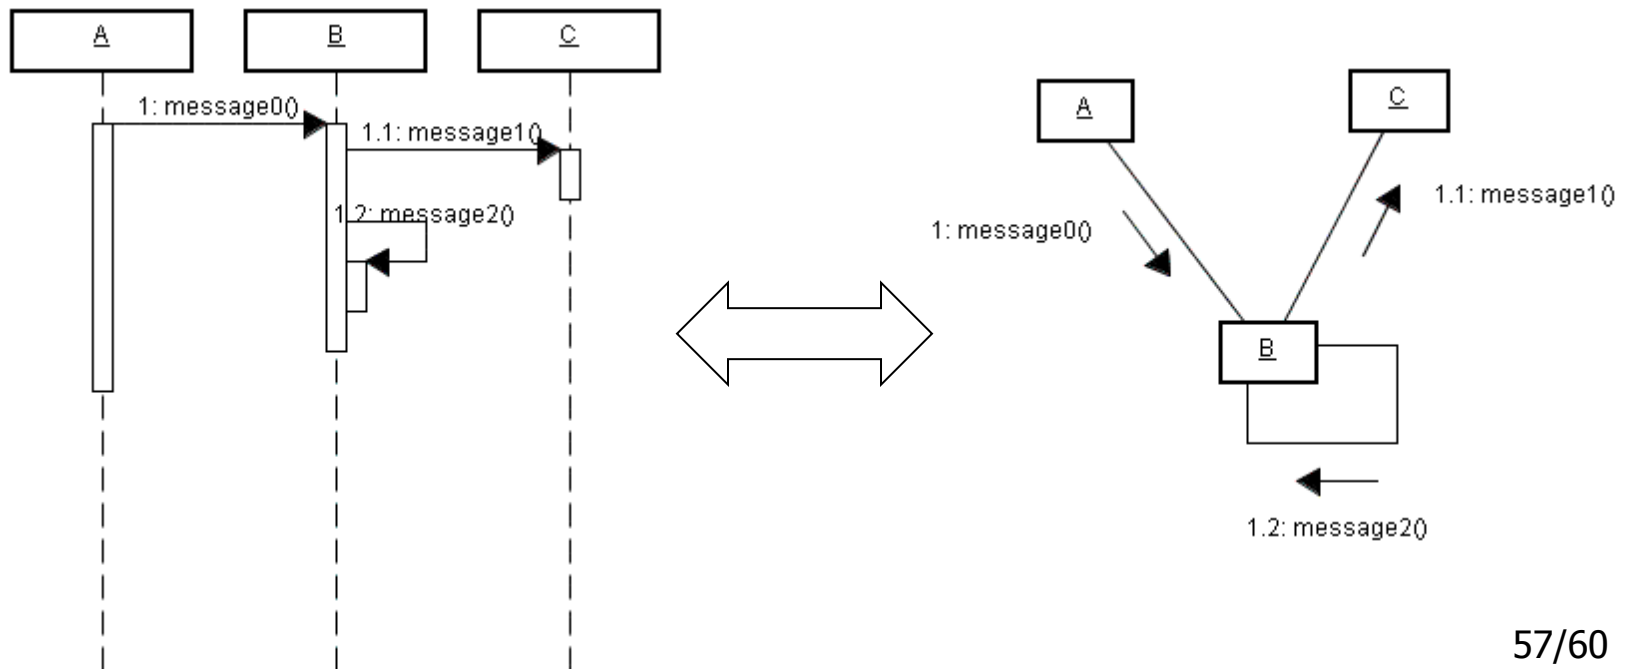 A
B
C
1: message0()
1.1: message1()
1.2: message2()
A
C
1.1: message1()
1: message0()
B
1.2: message2()
57/60